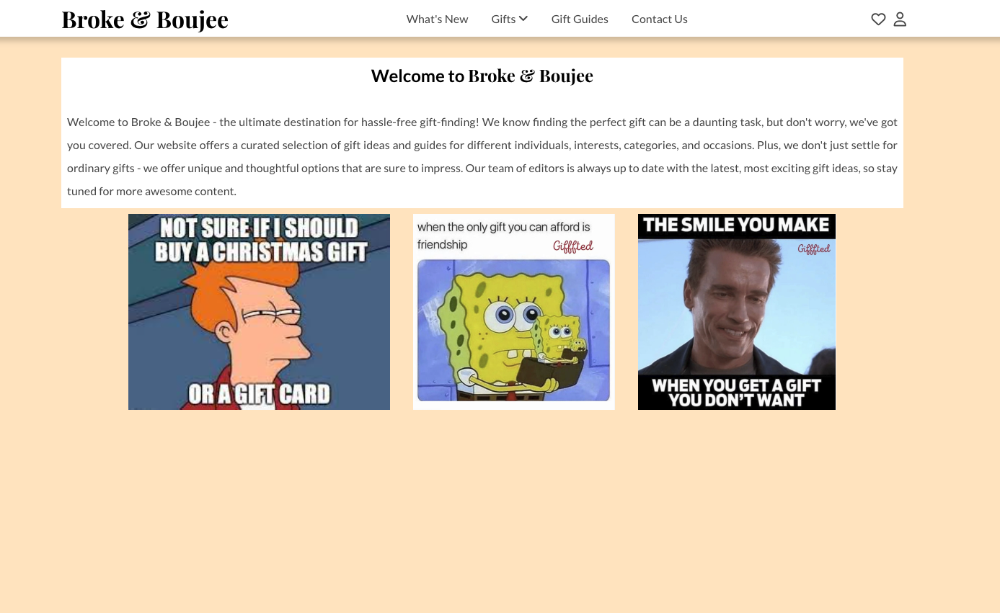 Broke & Boujee
What's New
Gifts
Gift Guides
Contact Us
Welcome to Broke & Boujee
Welcome to Broke & Boujee - the ultimate destination for hassle-free gift-finding! We know finding the perfect gift can be a daunting task, but don't worry, we've got
you covered. Our website offers a curated selection of gift ideas and guides for different individuals, interests, categories, and occasions. Plus, we don't just settle for
ordinary gifts - we offer unique and thoughtful options that are sure to impress. Our team of editors is always up to date with the latest, most exciting gift ideas, so stay
tuned for more awesome content.
NOT SURE IF I SHOULD
BUY A CHRISTMAS GIFT
OR A GIFT CARD
when the only gift you can afford is
friendship
Gifffted
THE SMILE YOU MAKE
Gifffted
WHEN YOU GET A GIFT
YOU DON'T WANT